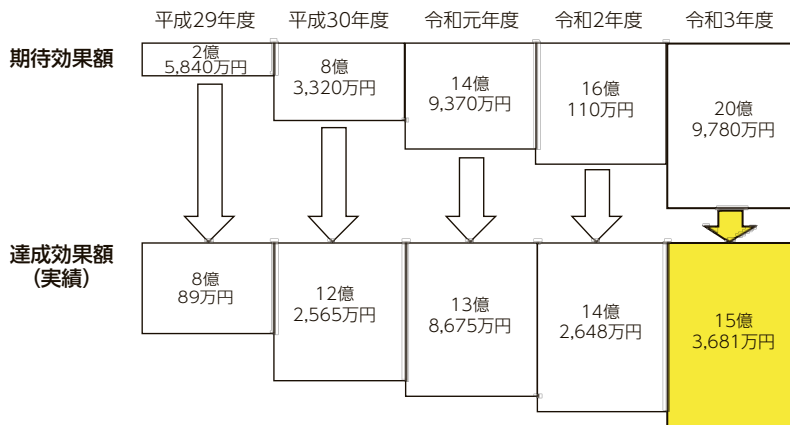 平成29年度 平成30年度 令和元年度 令和2年度 令和3年度
期待効果額
2億
5,840万円
8億
3,320万円
14億
9,370万円
16億
110万円
20億
9,780万円
達成効果額
(実績)
8億
89万円
12億
2,565万円
13億
8,675万円
14億
2,648万円
15億
3,681万円